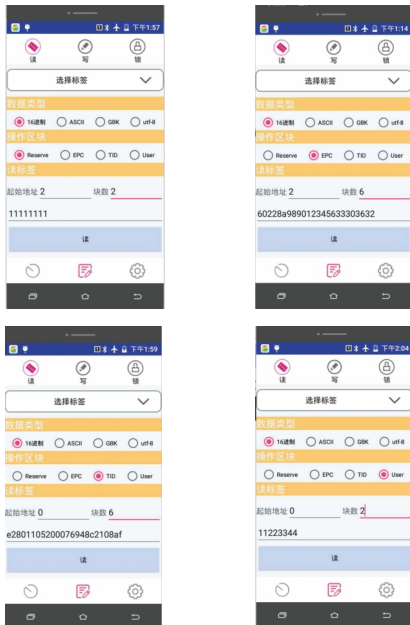 下午1:57
读 写 锁
选择标签
数据类型
16进制 ASCII GBK utf-8
操作区块
Reserve EPC TID User
读标签
起始地址 2 块数 2
11111111
读
下午1:14
读 写 锁
选择标签
数据类型
16进制 ASCII GBK utf-8
操作区块
Reserve EPC TID User
读标签
起始地址 2 块数 6
60228a989012345633303632
读
下午1:59
读 写 锁
选择标签
数据类型
16进制 ASCII GBK utf-8
操作区块
Reserve EPC TID User
读标签
起始地址 0 块数 6
e2801105200076948c2108af
读
下午2:04
读 写 锁
选择标签
数据类型
16进制 ASCII GBK utf-8
操作区块
Reserve EPC TID User
读标签
起始地址 0 块数 2
11223344
读